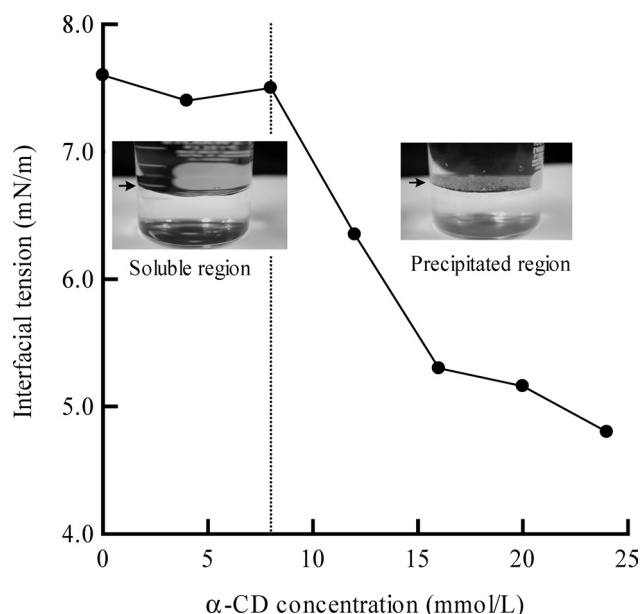 8.0
7.0
6.0
5.0
4.0
Interfacial tension (mN/m)
Soluble region
Precipitated region
0
5
10
15
20
25
α-CD concentration (mmol/L)